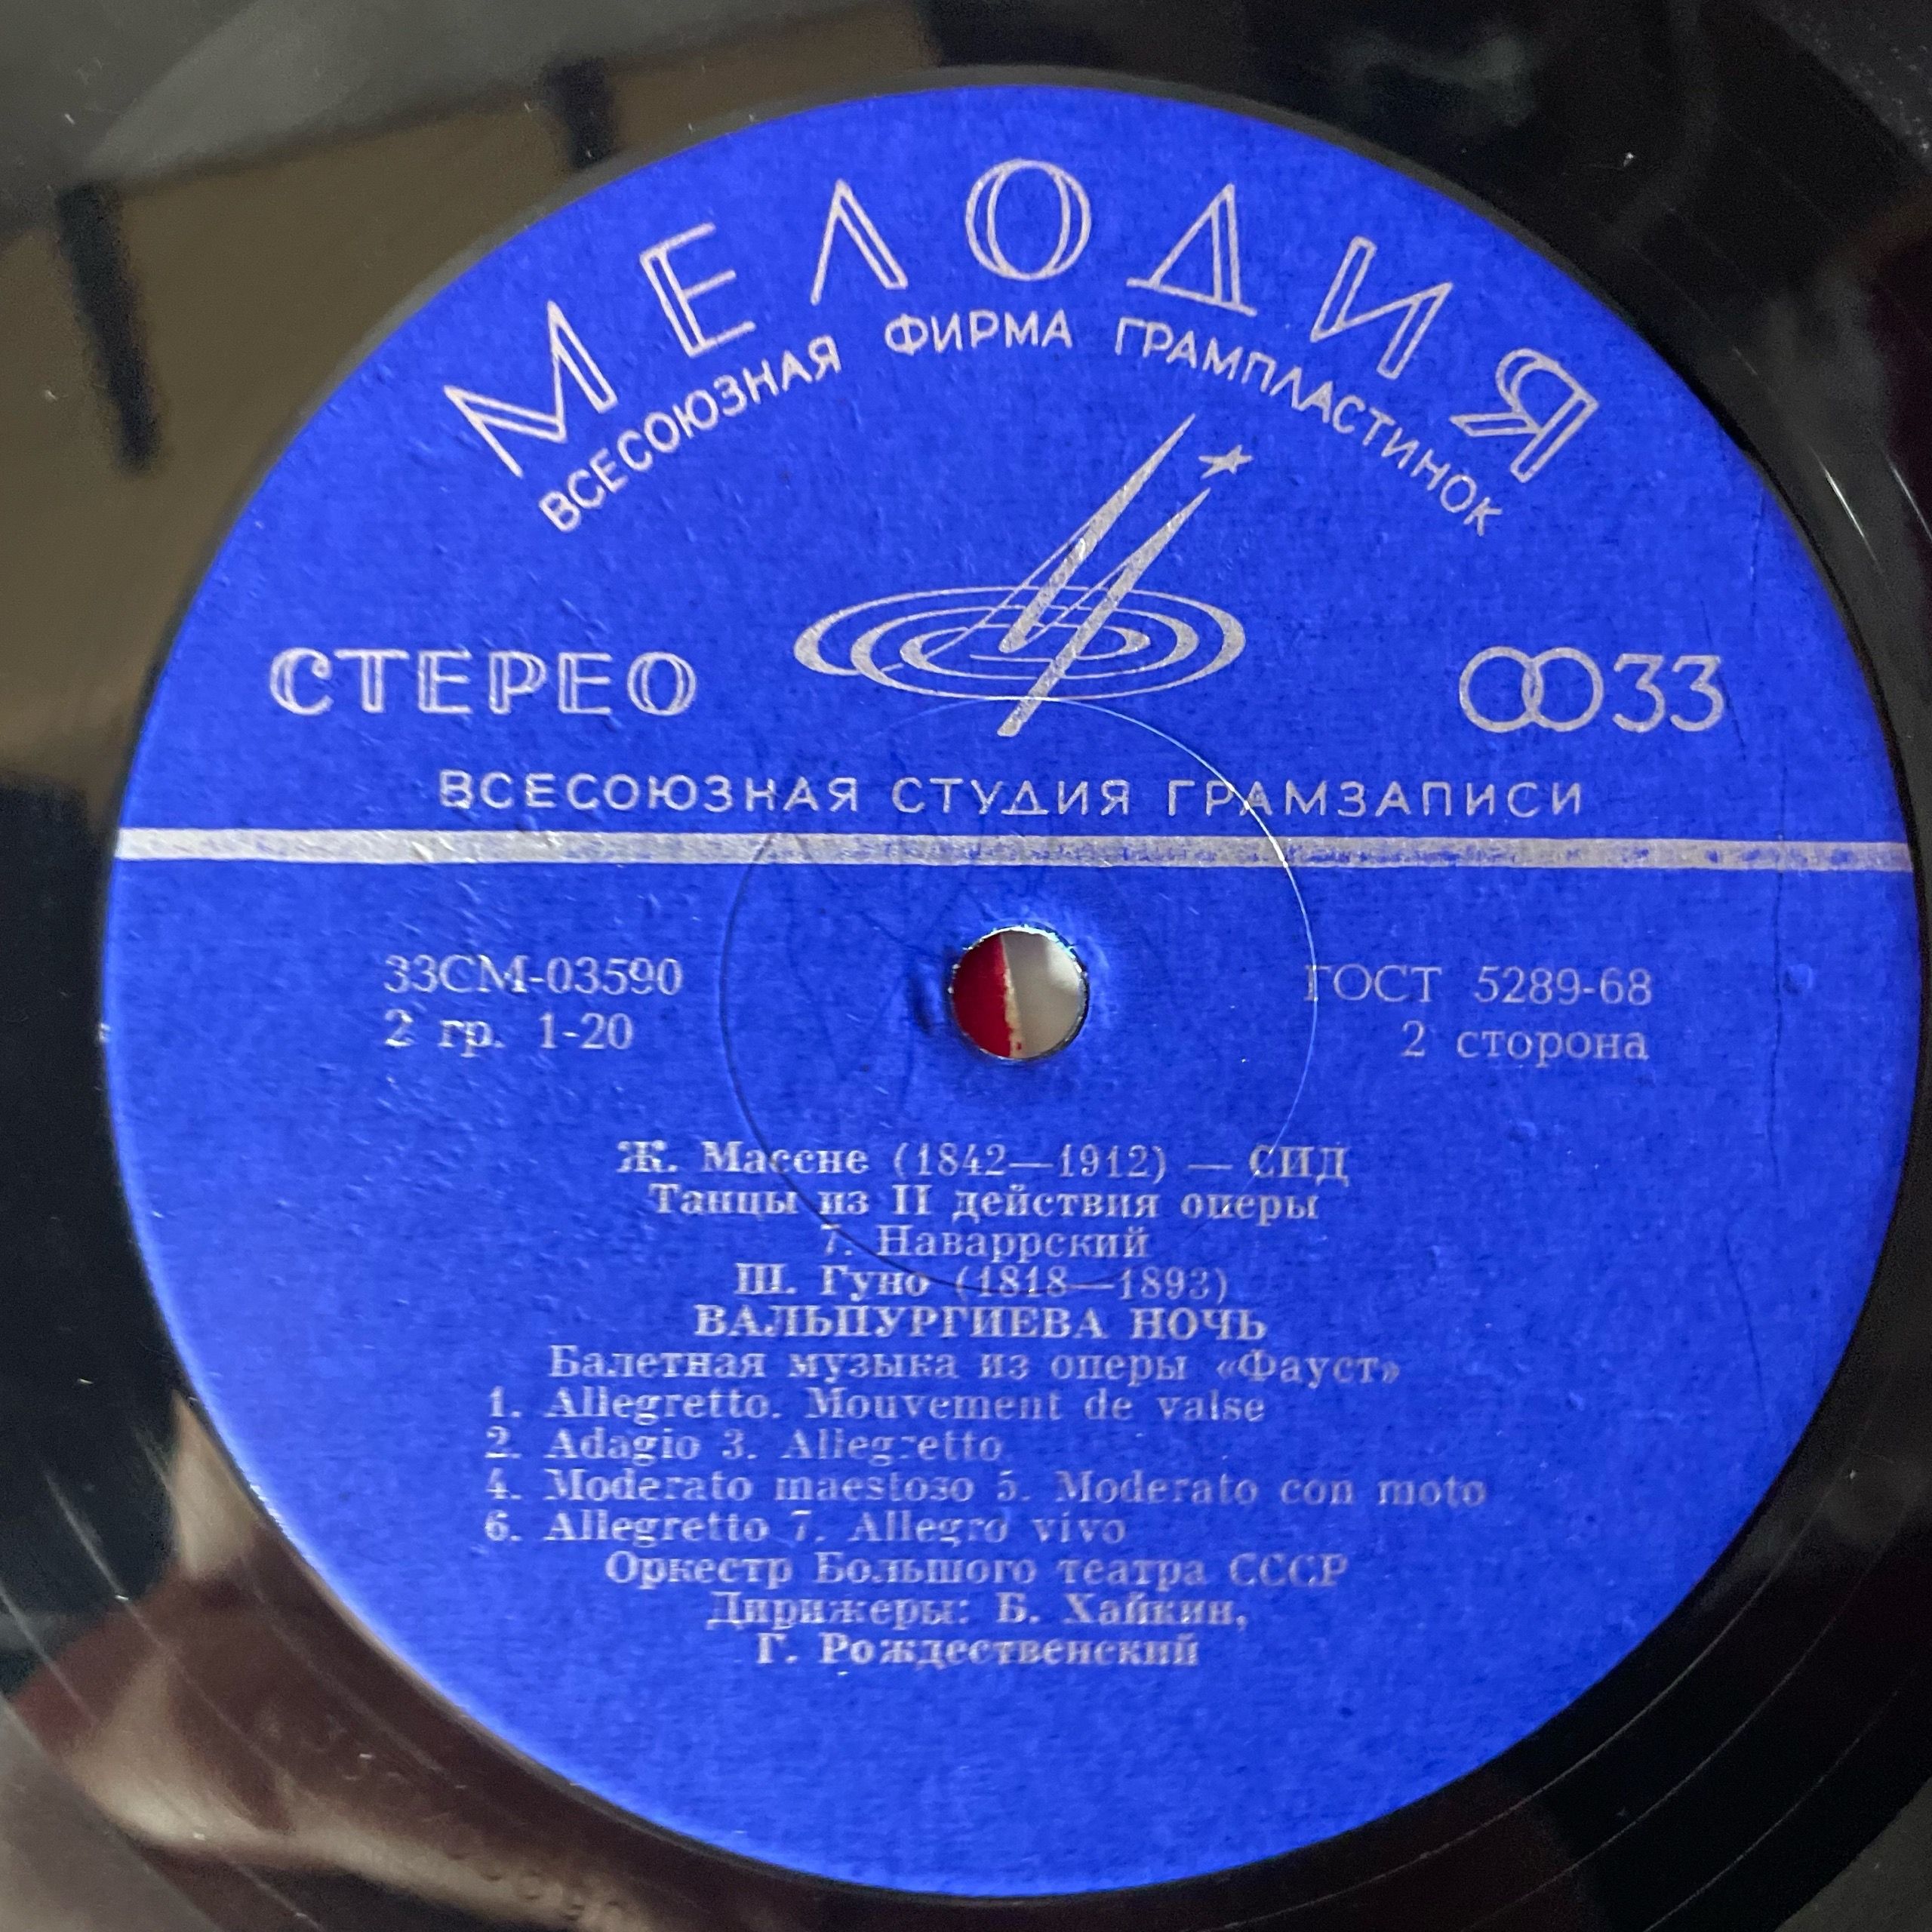 МЕЛОДИЯ
ВСЕСОЮЗНАЯ ФИРМА ГРАМПЛАСТИНОК
СТЕРЕО
33
ВСЕСОЮЗНАЯ СТУДИЯ ГРАМЗАПИСИ
33СМ-03590
ГОСТ 5289-68
2 гр. 1-20
2 сторона
Ж. Массне (1842—1912) — СИД
Танцы из II действия оперы
7. Наваррский
Ш. Гуно (1818—1893)
ВАЛЬПУРГИЕВА НОЧЬ
Балетная музыка из оперы «Фауст»
1. Allegretto. Mouvement de valse
2. Adagio 3. Allegretto
4. Moderato maestoso 5. Moderato con moto
6. Allegretto 7. Allegro vivo
Оркестр Большого театра СССР
Дирижеры: Б. Хайкин,
Г. Рождественский